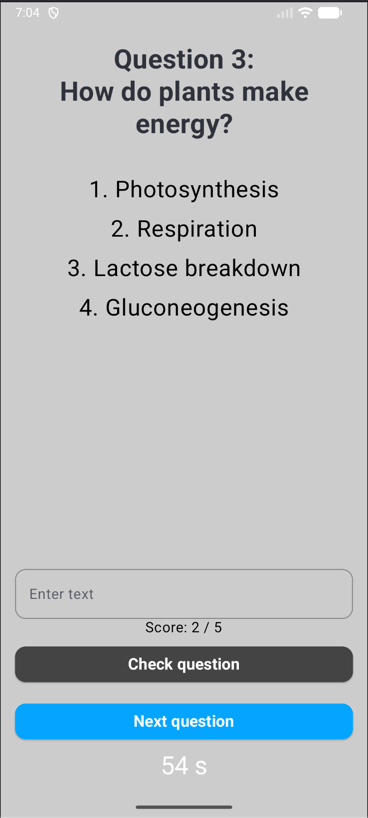 7:04
Question 3:
How do plants make
energy?
1. Photosynthesis
2. Respiration
3. Lactose breakdown
4. Gluconeogenesis
Enter text
Score: 2 / 5
Check question
Next question
54 s